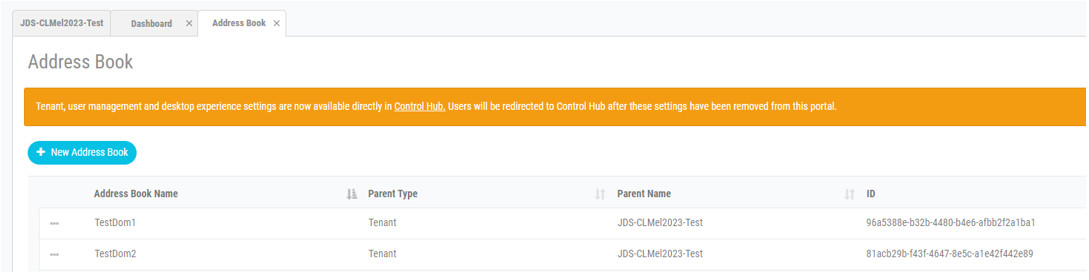 JDS-CLMel2023-Test Dashboard × Address Book ×
Address Book
Tenant, user management and desktop experience settings are now available directly in Control Hub. Users will be redirected to Control Hub after these settings have been removed from this portal.
+ New Address Book
Address Book Name Parent Type Parent Name ID
TestDom1 Tenant JDS-CLMel2023-Test 96a5388e-b32b-4480-b4e6-afbb2f2a1ba1
TestDom2 Tenant JDS-CLMel2023-Test 81acb29b-f43f-4647-8e5c-a1e42f442e89